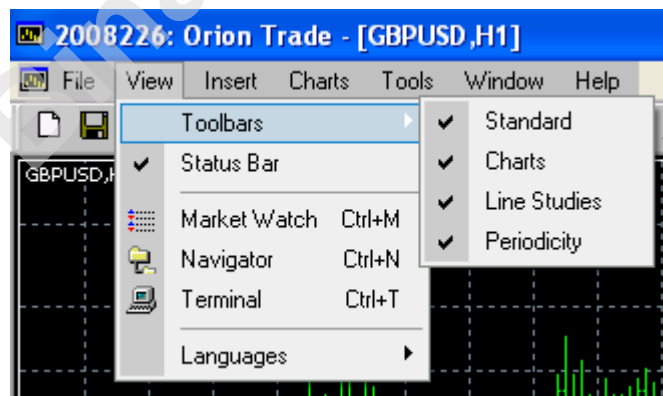 2008226: Orion Trade - [GBPUSD,H1]
File View Insert Charts Tools Window Help
Toolbars
Standard
Status Bar
Charts
GBPUSD,H
Line Studies
Market Watch Ctrl+M
Periodicity
Navigator Ctrl+N
Terminal Ctrl+T
Languages